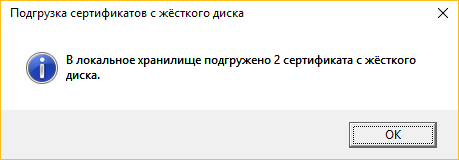 Подгрузка сертификатов с жёсткого диска
В локальное хранилище подгружено 2 сертификата с жёсткого
диска.
OK